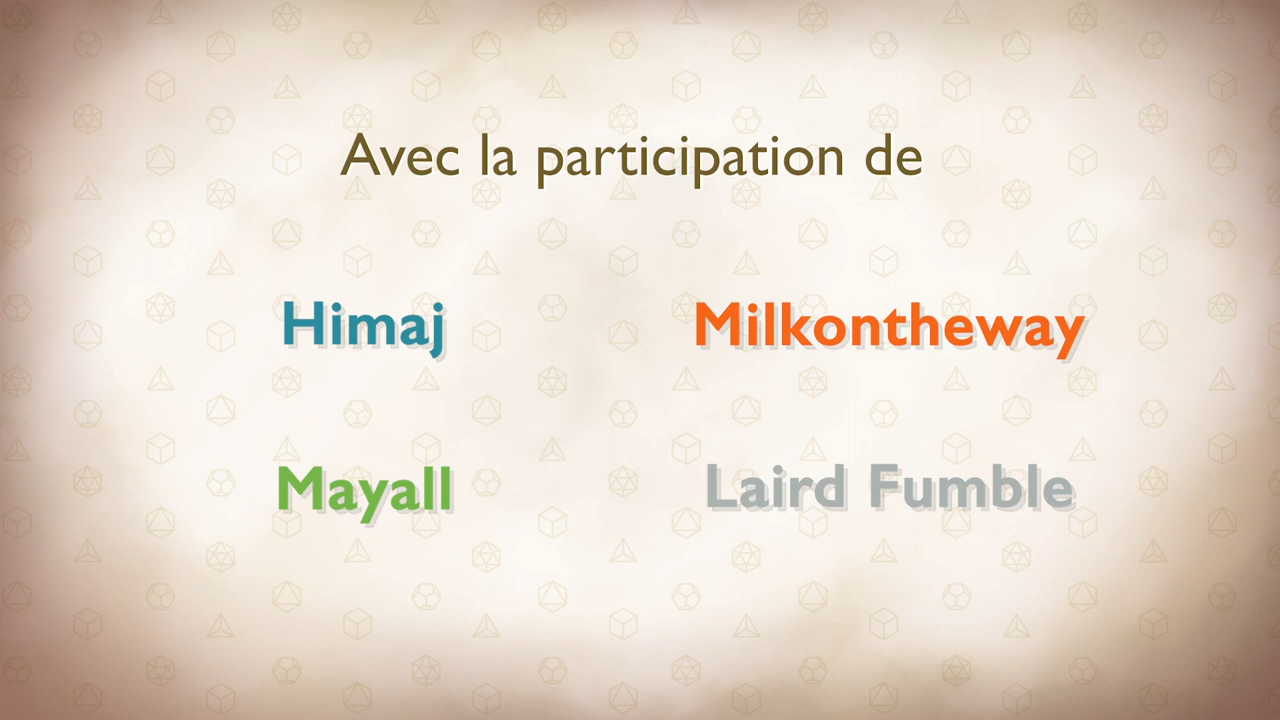 Avec la participation de
Himaj
Milkontheway
Mayall
Laird Fumble